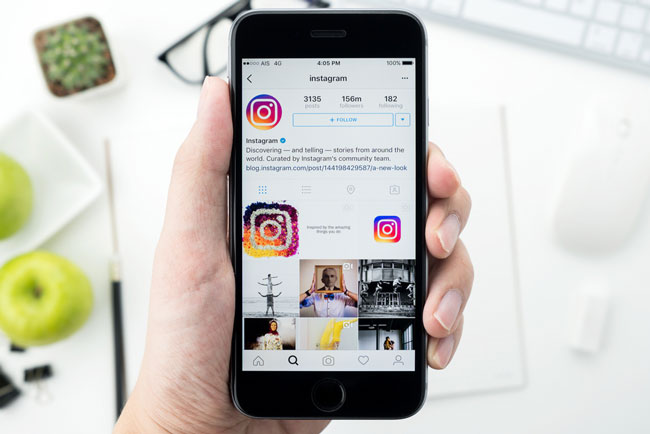 AIS 4G 4:05 PM 100%
instagram
3135 156m 182
posts followers following
+ FOLLOW
Instagram
Discovering — and telling — stories from around the
world. Curated by Instagram's community team.
blog.instagram.com/post/144198429587/a-new-look
Inspired by the amazing
things you do